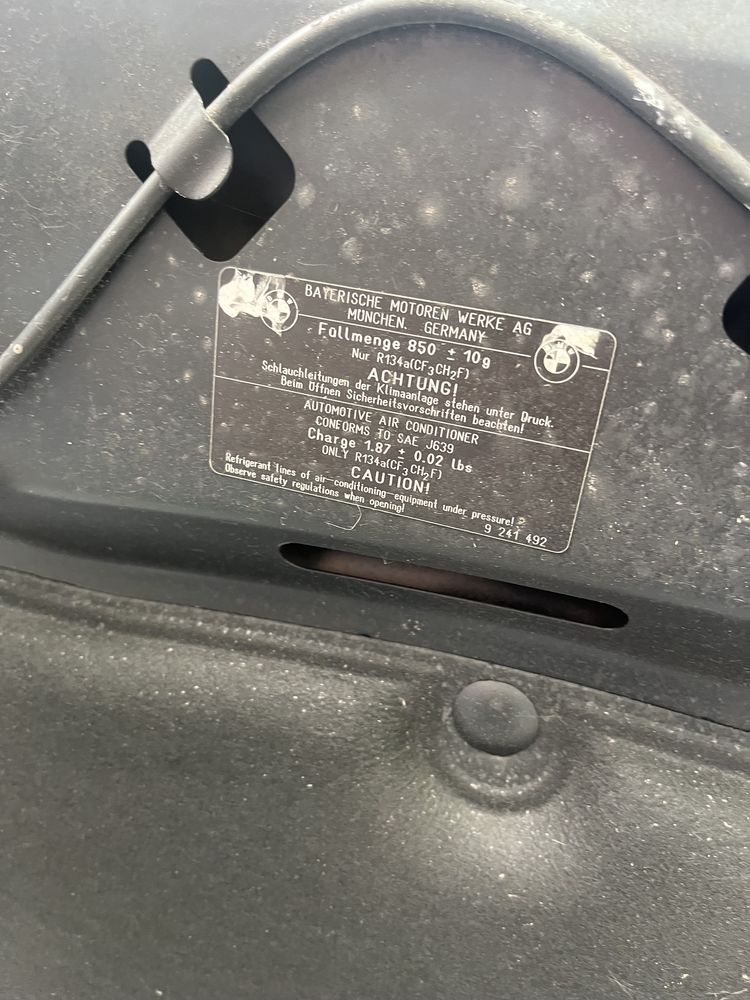 BAYERISCHE MOTOREN WERKE AG
MÜNCHEN, GERMANY
Füllmenge 850 ± 10g
Nur R134a(CF3CH2F)
ACHTUNG!
Schlauchleitungen der Klimaanlage stehen unter Druck.
Beim Öffnen Sicherheitsvorschriften beachten!
AUTOMOTIVE AIR CONDITIONER
CONFORMS TO SAE J639
Charge 1.87 ± 0.02 lbs
ONLY R134a(CF3CH2F)
CAUTION!
Refrigerant lines of air-conditioning-equipment under pressure!
Observe safety regulations when opening!
9 241 492